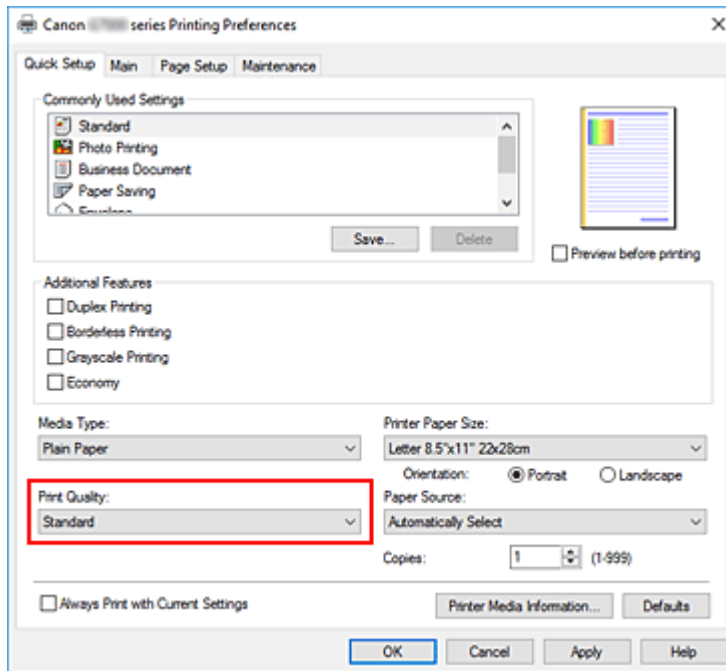 Canon series Printing Preferences
Quick Setup Main Page Setup Maintenance
Commonly Used Settings
Standard
Photo Printing
Business Document
Paper Saving
Envelope
Save... Delete
Preview before printing
Additional Features
Duplex Printing
Borderless Printing
Grayscale Printing
Economy
Media Type: Printer Paper Size:
Plain Paper Letter 8.5"x11" 22x28cm
Orientation: Portrait Landscape
Print Quality: Paper Source:
Standard Automatically Select
Copies: 1 (1-999)
Always Print with Current Settings Printer Media Information... Defaults
OK Cancel Apply Help